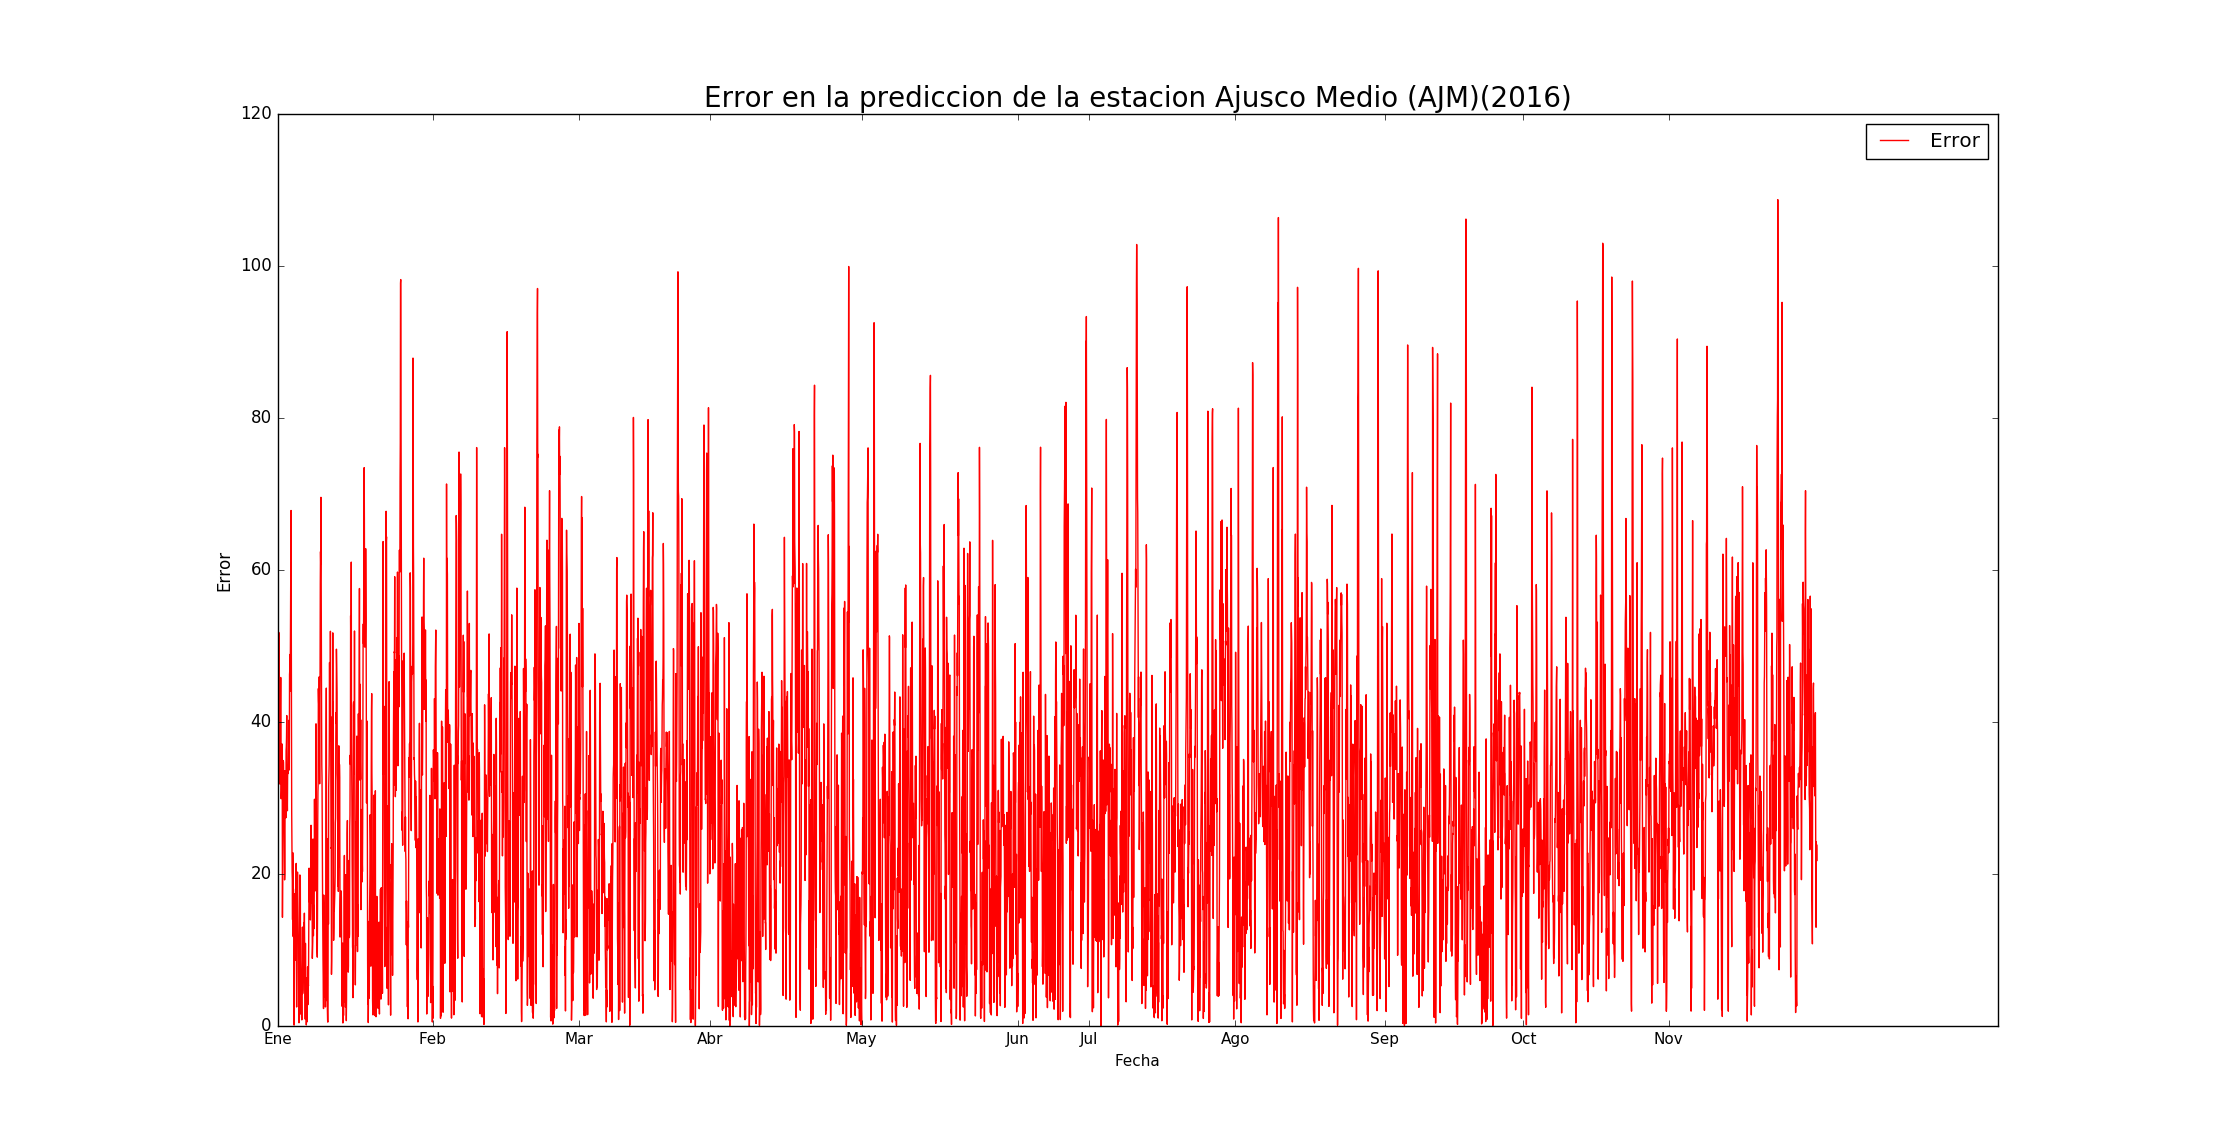 Error en la prediccion de la estacion Ajusco Medio (AJM)(2016)
Error
120
100
80
60
40
20
0
Error
Ene Feb Mar Abr May Jun Jul Ago Sep Oct Nov
Fecha